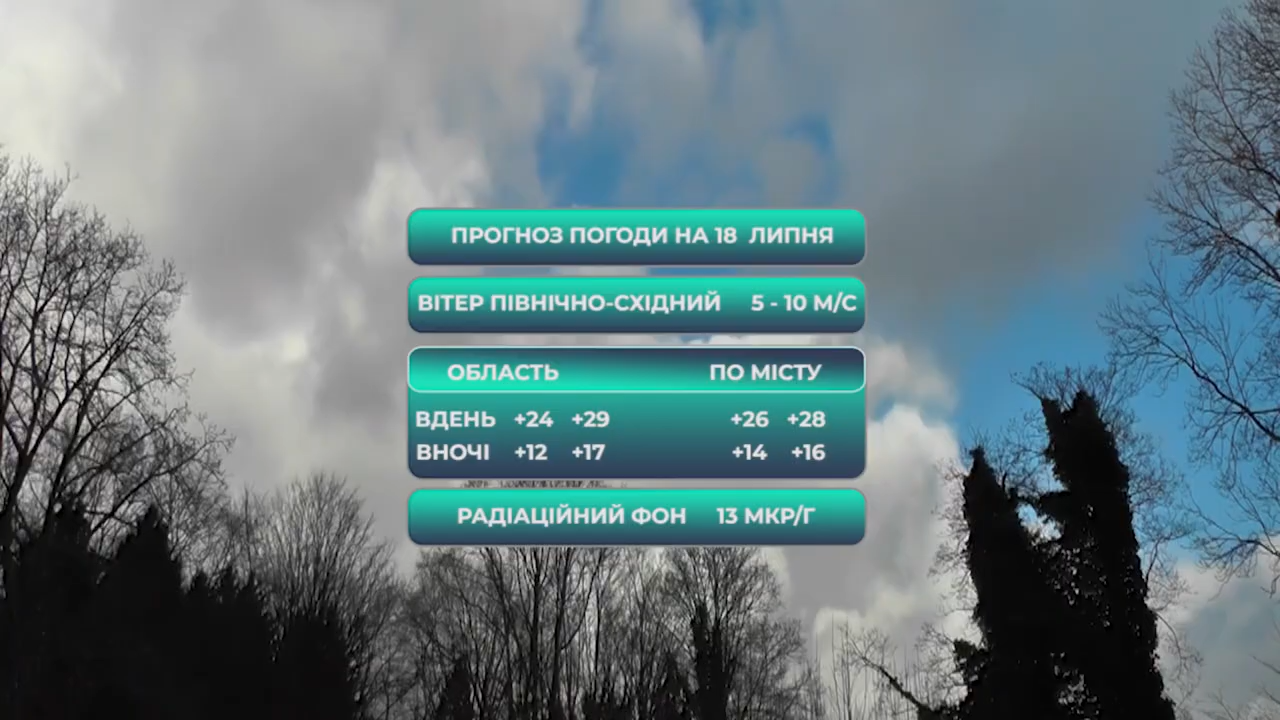 ПРОГНОЗ ПОГОДИ НА 18 ЛИПНЯ
ВІТЕР ПІВНІЧНО-СХІДНИЙ 5 - 10 М/С
ОБЛАСТЬ ПО МІСТУ
ВДЕНЬ +24 +29 +26 +28
ВНОЧІ +12 +17 +14 +16
РАДІАЦІЙНИЙ ФОН 13 МКР/Г